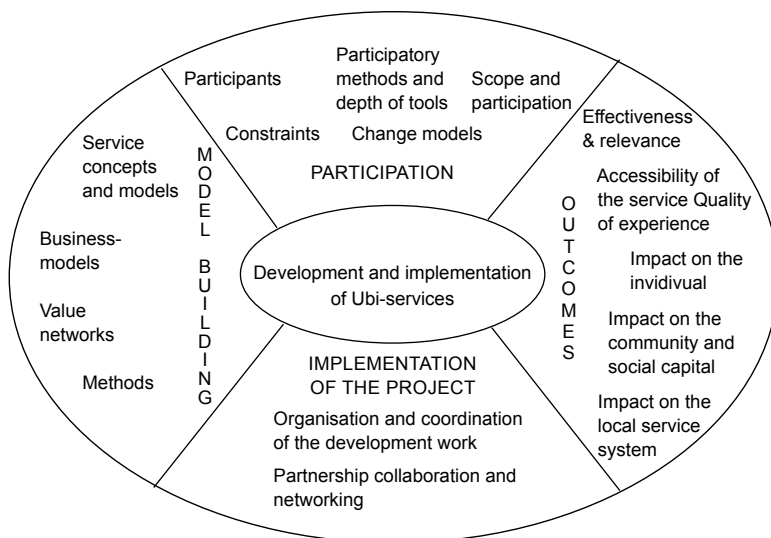 Participants
Participatory
methods and
depth of tools
Scope and
participation
Constraints
Change models
PARTICIPATION
Service
concepts
and models
Business-
models
Value
networks
Methods
MODEL BUILDING
Development and implementation
of Ubi-services
OUTCOMES
Effectiveness
& relevance
Accessibility of
the service Quality
of experience
Impact on the
invidivual
Impact on the
community and
social capital
Impact on the
local service
system
IMPLEMENTATION
OF THE PROJECT
Organisation and coordination
of the development work
Partnership collaboration and
networking